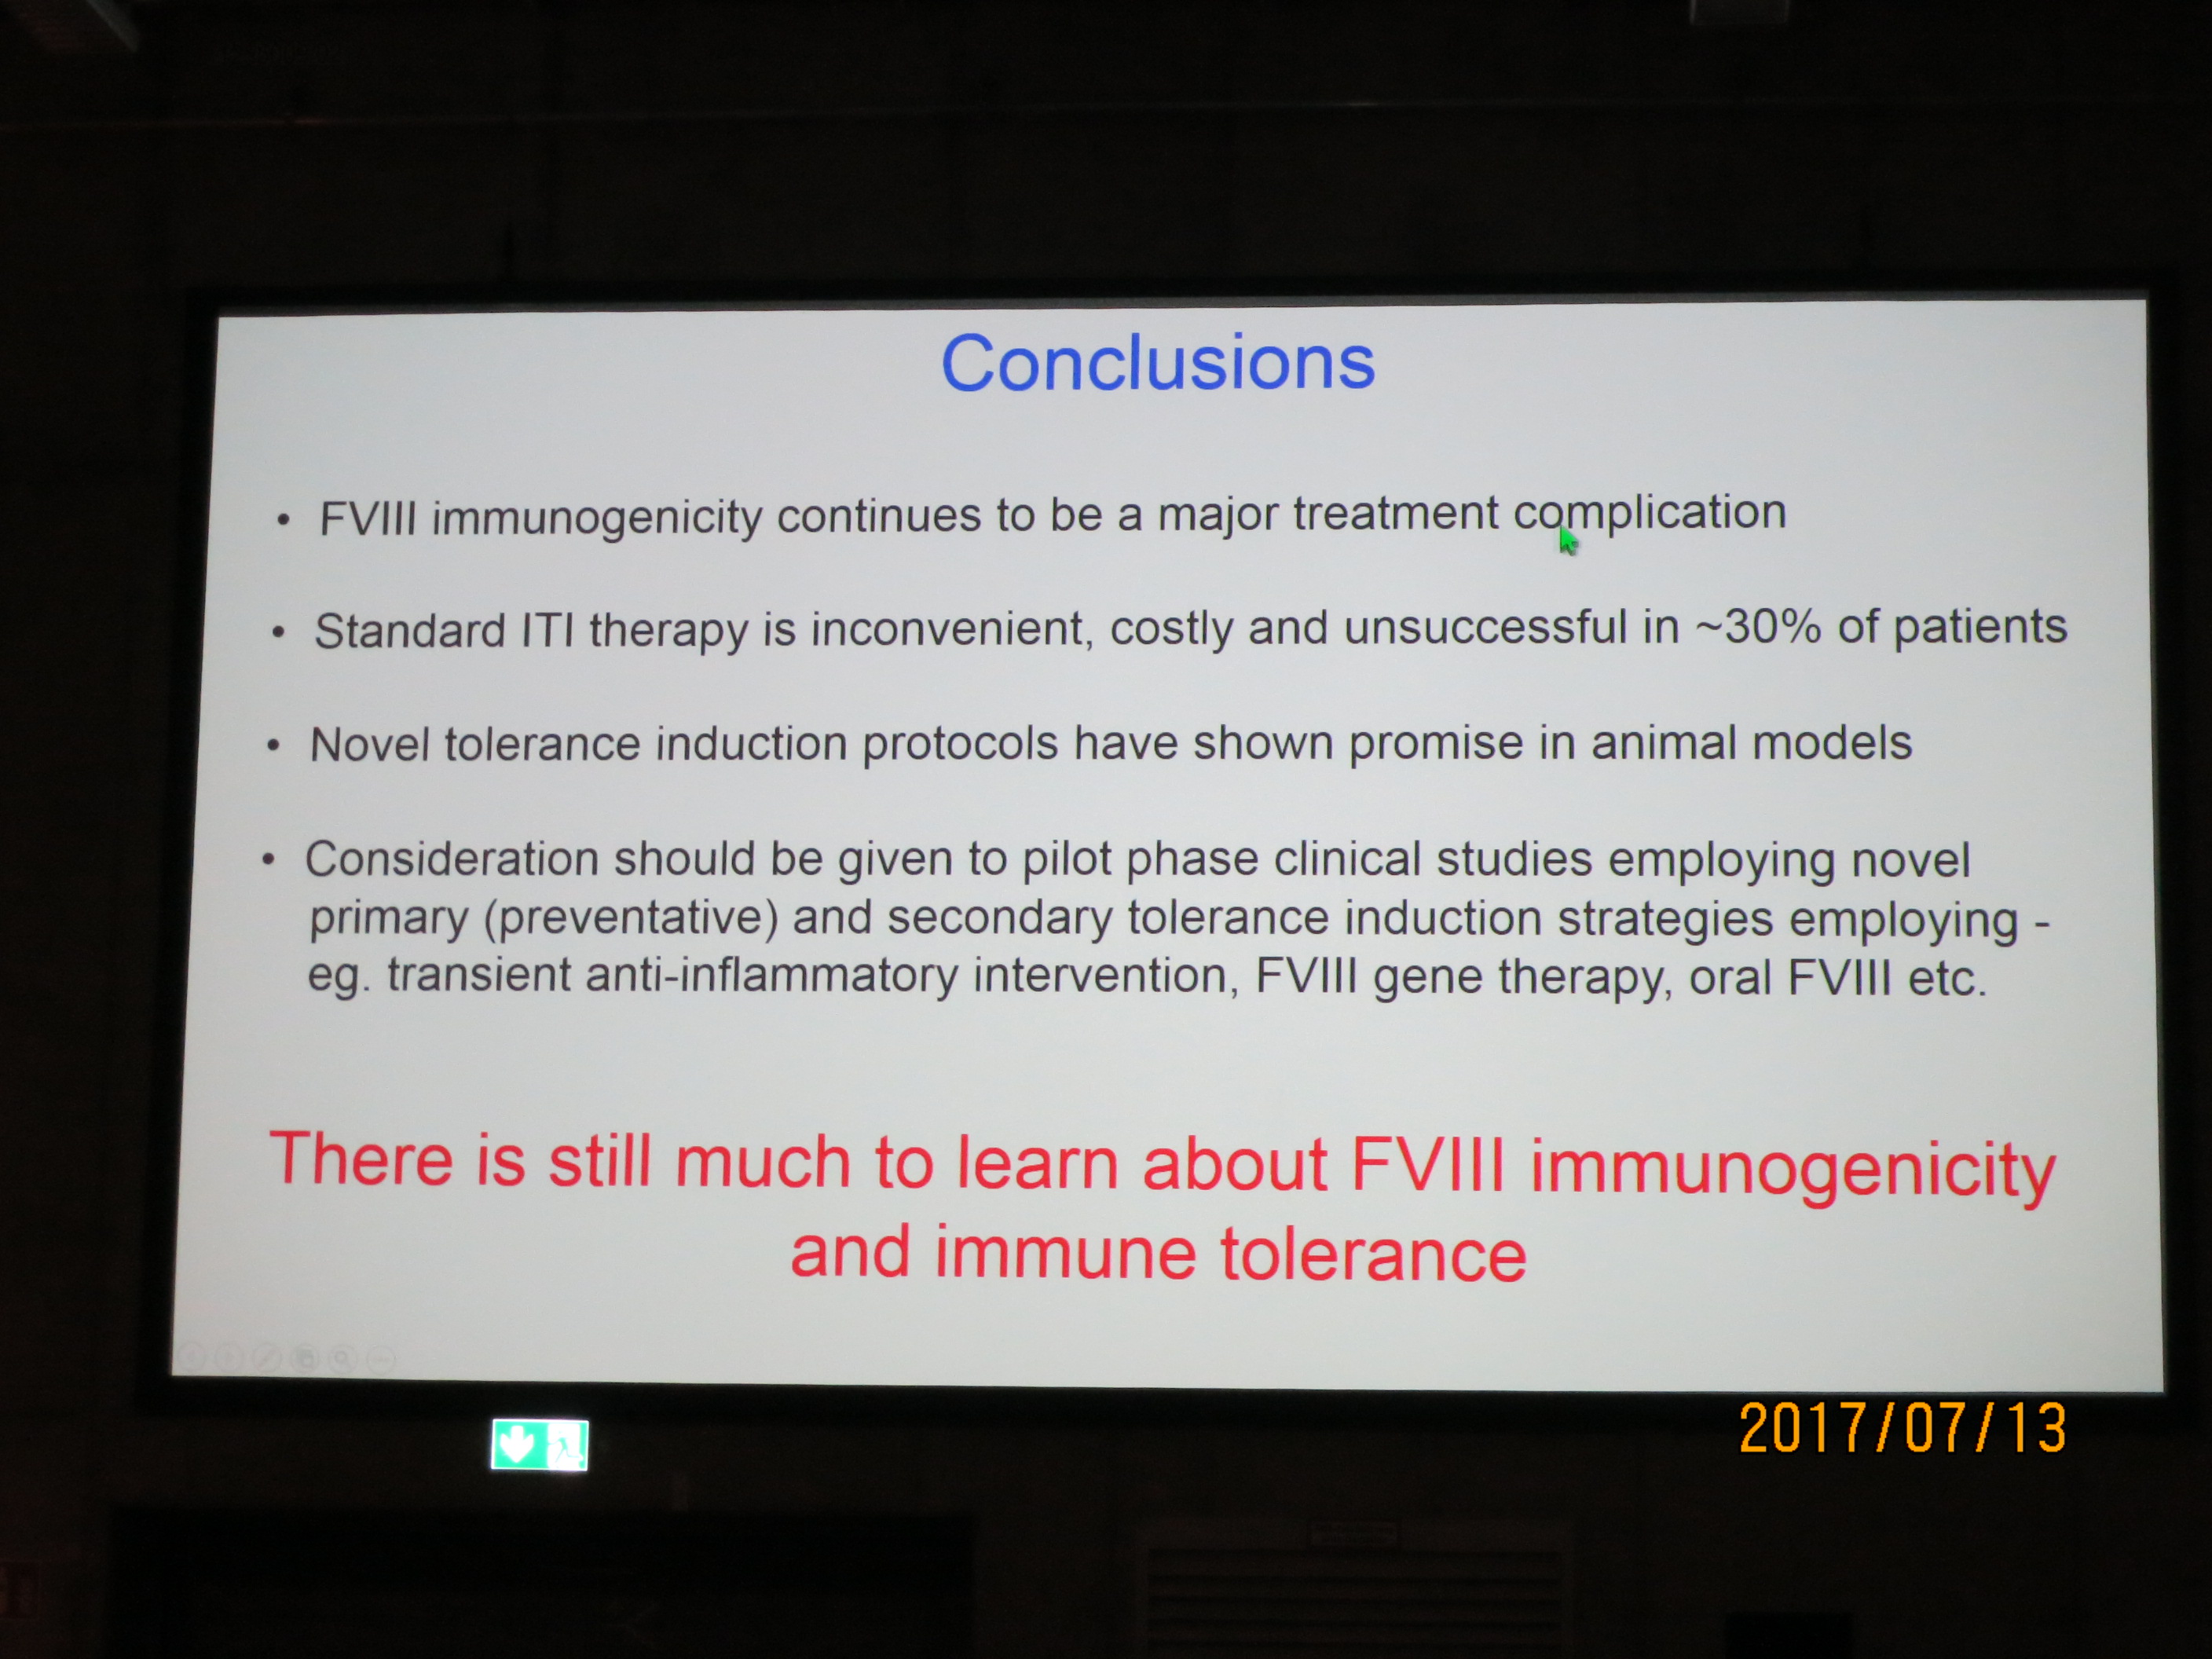 Conclusions
• FVIII immunogenicity continues to be a major treatment complication
• Standard ITI therapy is inconvenient, costly and unsuccessful in ~30% of patients
• Novel tolerance induction protocols have shown promise in animal models
• Consideration should be given to pilot phase clinical studies employing novel
primary (preventative) and secondary tolerance induction strategies employing -
eg. transient anti-inflammatory intervention, FVIII gene therapy, oral FVIII etc.
There is still much to learn about FVIII immunogenicity
and immune tolerance
2017/07/13